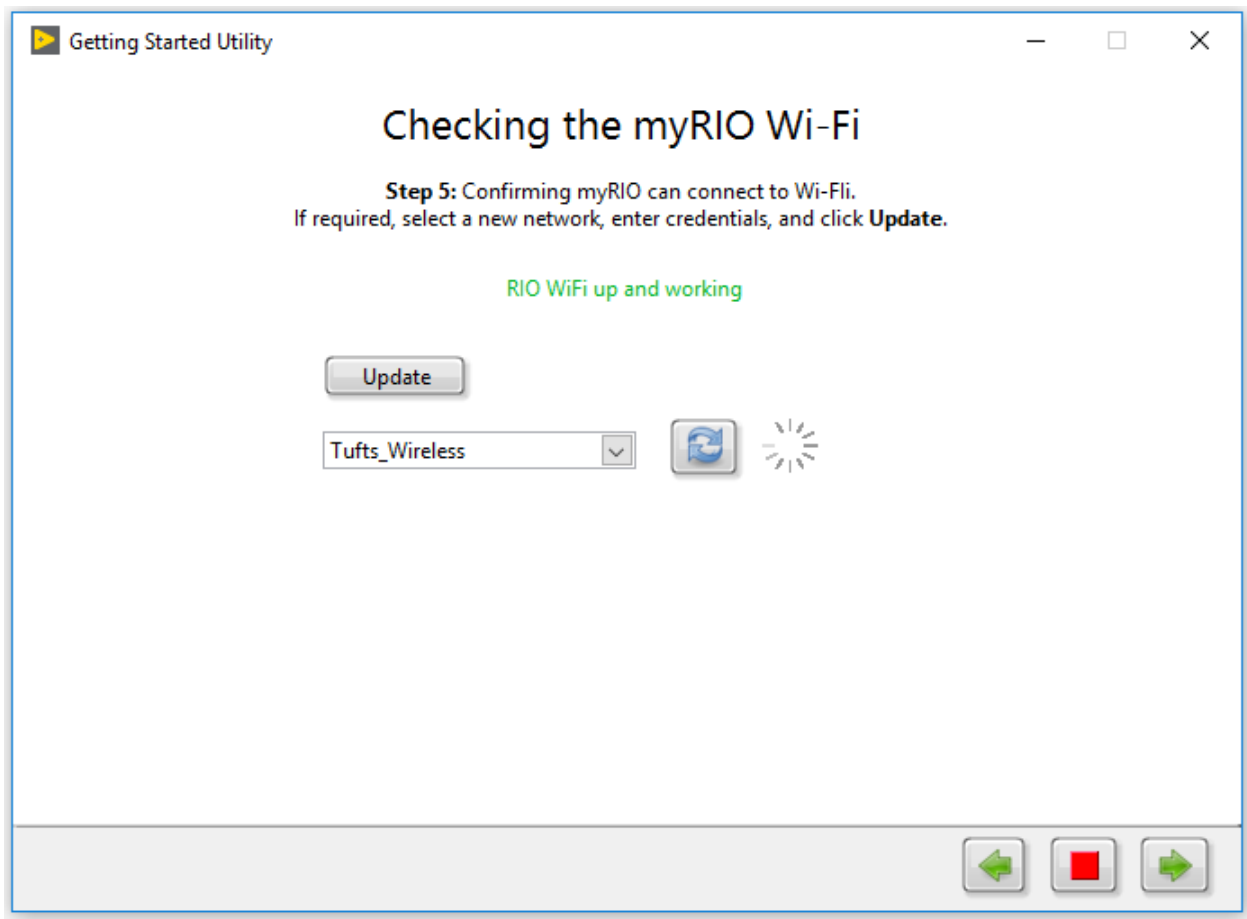 Getting Started Utility
Checking the myRIO Wi-Fi
Step 5: Confirming myRIO can connect to Wi-Fli.
If required, select a new network, enter credentials, and click Update.
RIO WiFi up and working
Update
Tufts_Wireless